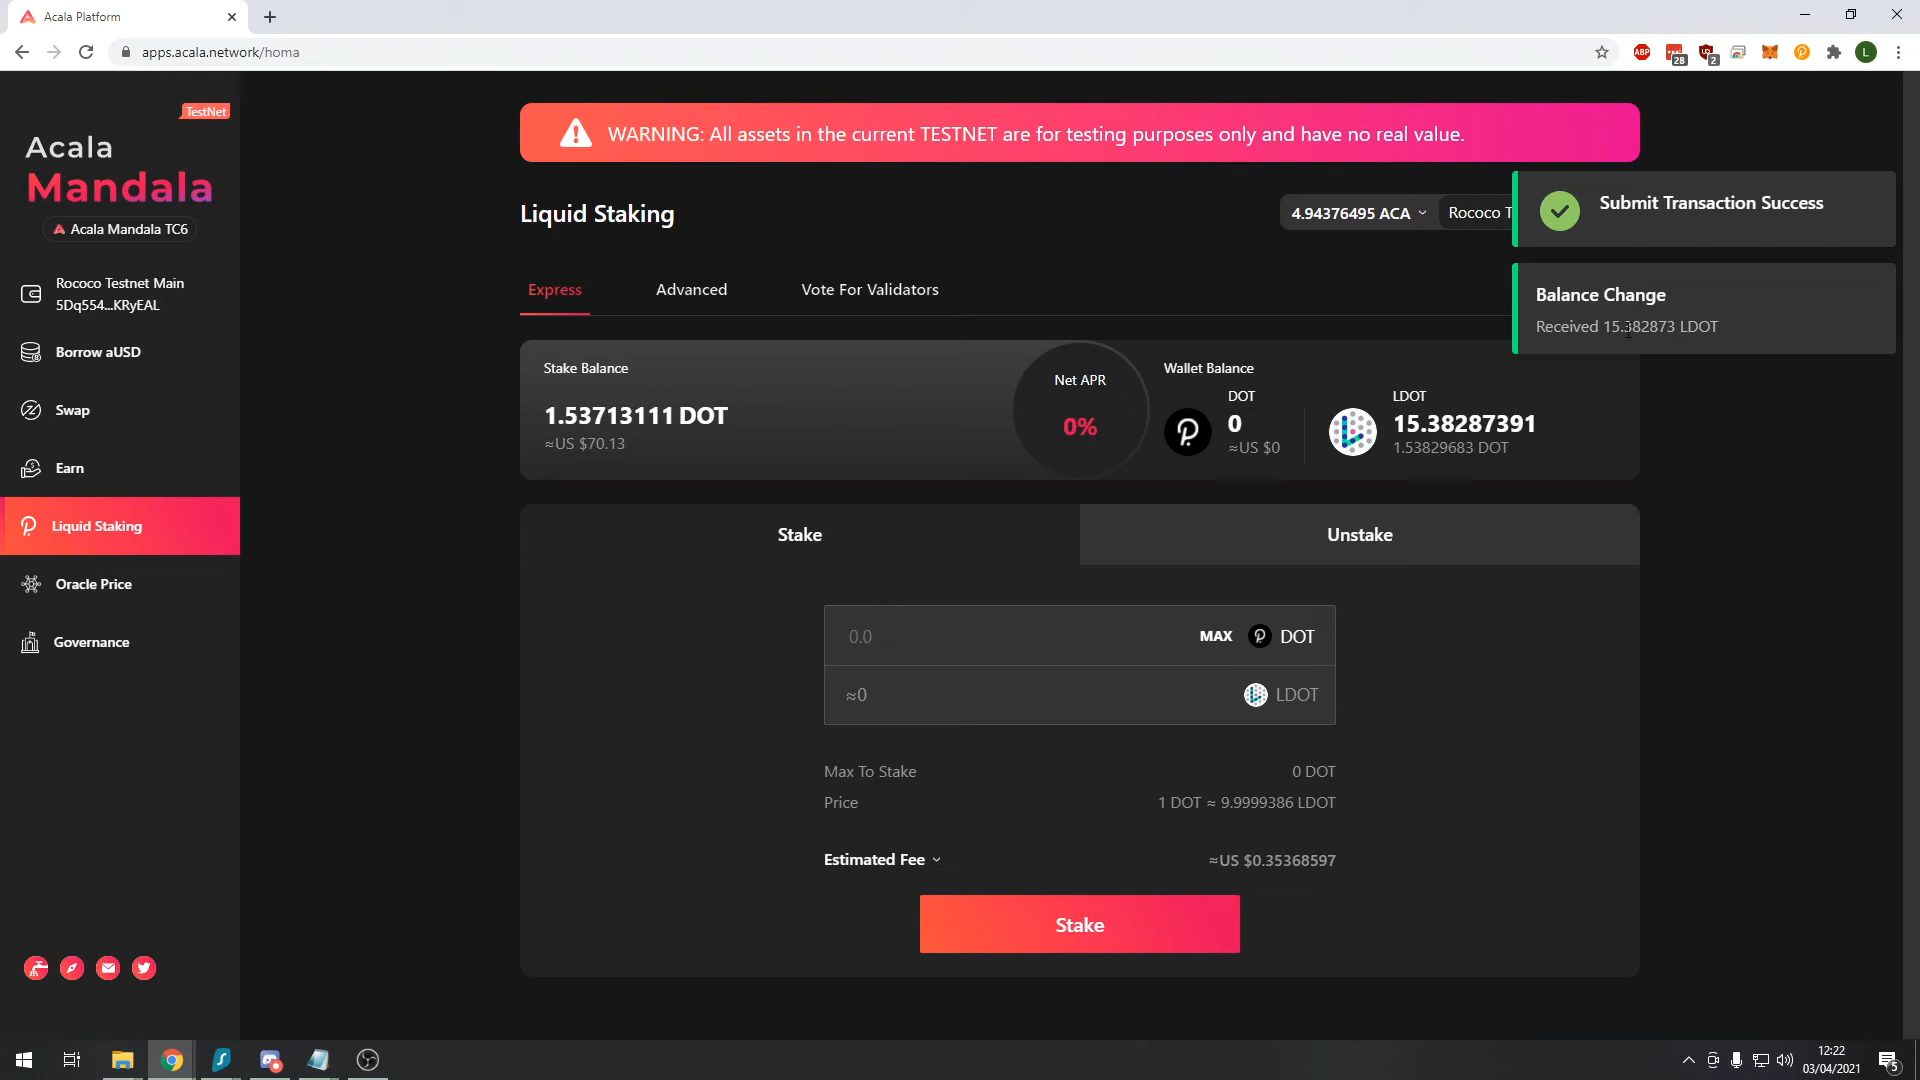 Acala Platform
apps.acala.network/homa
ABP
28
2
L
TestNet
Acala
Mandala
Acala Mandala TC6
Rococo Testnet Main
5Dq554...KRyEAL
Borrow aUSD
Swap
Earn
Liquid Staking
Oracle Price
Governance
WARNING: All assets in the current TESTNET are for testing purposes only and have no real value.
Liquid Staking
4.94376495 ACA
Rococo T
Submit Transaction Success
Balance Change
Received 15.382873 LDOT
Express
Advanced
Vote For Validators
Stake Balance
1.53713111 DOT
≈US $70.13
Net APR
0%
Wallet Balance
DOT
0
≈US $0
LDOT
15.38287391
1.53829683 DOT
Stake
Unstake
0.0
MAX
DOT
≈0
LDOT
Max To Stake
0 DOT
Price
1 DOT ≈ 9.9999386 LDOT
Estimated Fee
≈US $0.35368597
Stake
12:22
03/04/2021
5